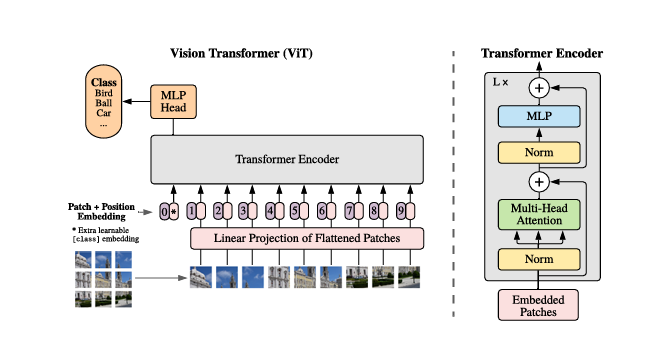 Vision Transformer (ViT)
Class
Bird
Ball
Car
...
MLP
Head
Transformer Encoder
Patch + Position
Embedding
* Extra learnable
[class] embedding
0 * 1 2 3 4 5 6 7 8 9
Linear Projection of Flattened Patches
Transformer Encoder
L ×
+
MLP
Norm
+
Multi-Head
Attention
Norm
Embedded
Patches